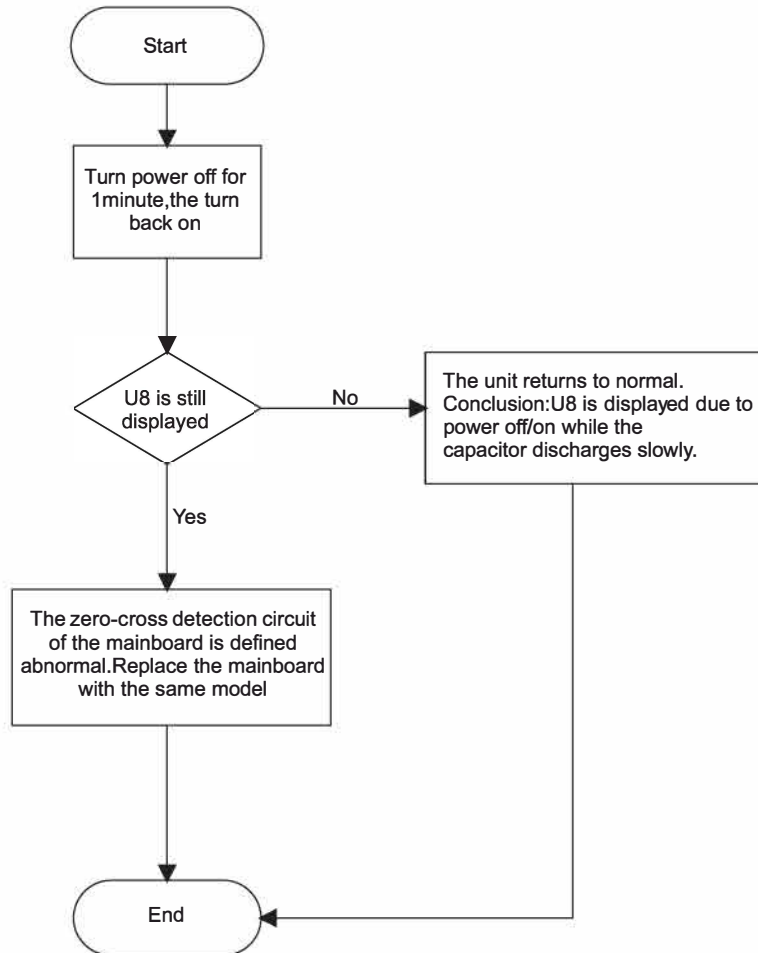 Start
Turn power off for
1minute,the turn
back on
U8 is still
displayed
No
The unit returns to normal.
Conclusion:U8 is displayed due to
power off/on while the
capacitor discharges slowly.
Yes
The zero-cross detection circuit
of the mainboard is defined
abnormal.Replace the mainboard
with the same model
End